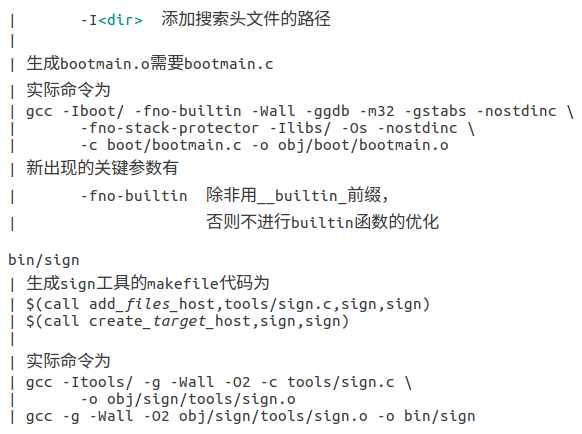 |       -I<dir>  添加搜索头文件的路径
|
| 生成bootmain.o需要bootmain.c
| 实际命令为
| gcc -Iboot/ -fno-builtin -Wall -ggdb -m32 -gstabs -nostdinc \
|       -fno-stack-protector -Ilibs/ -Os -nostdinc \
|       -c boot/bootmain.c -o obj/boot/bootmain.o
| 新出现的关键参数有
|       -fno-builtin  除非用__builtin_前缀，
|                     否则不进行builtin函数的优化
bin/sign
| 生成sign工具的makefile代码为
| $(call add_files_host,tools/sign.c,sign,sign)
| $(call create_target_host,sign,sign)
|
| 实际命令为
| gcc -Itools/ -g -Wall -O2 -c tools/sign.c \
|       -o obj/sign/tools/sign.o
| gcc -g -Wall -O2 obj/sign/tools/sign.o -o bin/sign